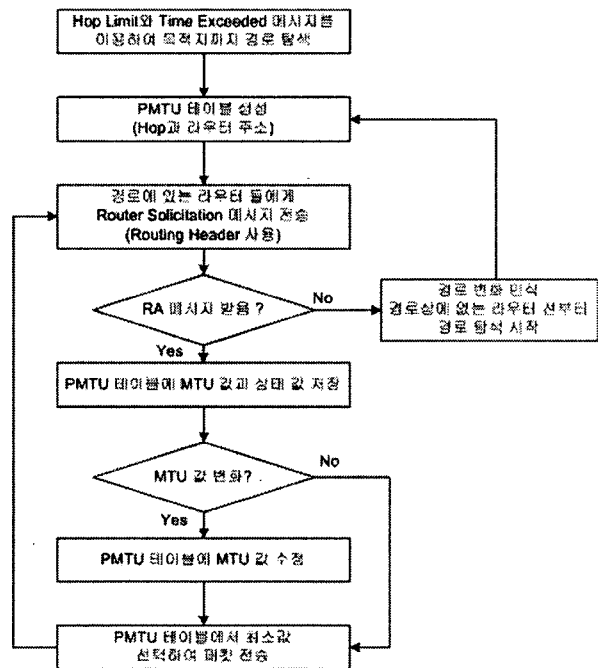 Hop Limit와 Time Exceeded 메시지를
이용하여 목적지까지 경로 탐색
PMTU 테이블 생성
(Hop과 라우터 주소)
경로에 있는 라우터 들에게
Router Solicitation 메시지 전송
(Routing Header 사용)
RA 메시지 받음 ?
No
경로 변화 인식
경로상에 없는 라우터 전부터
경로 탐색 시작
Yes
PMTU 테이블에 MTU 값과 상태 값 저장
MTU 값 변화?
No
Yes
PMTU 테이블에 MTU 값 수정
PMTU 테이블에서 최소값
선택하여 패킷 전송